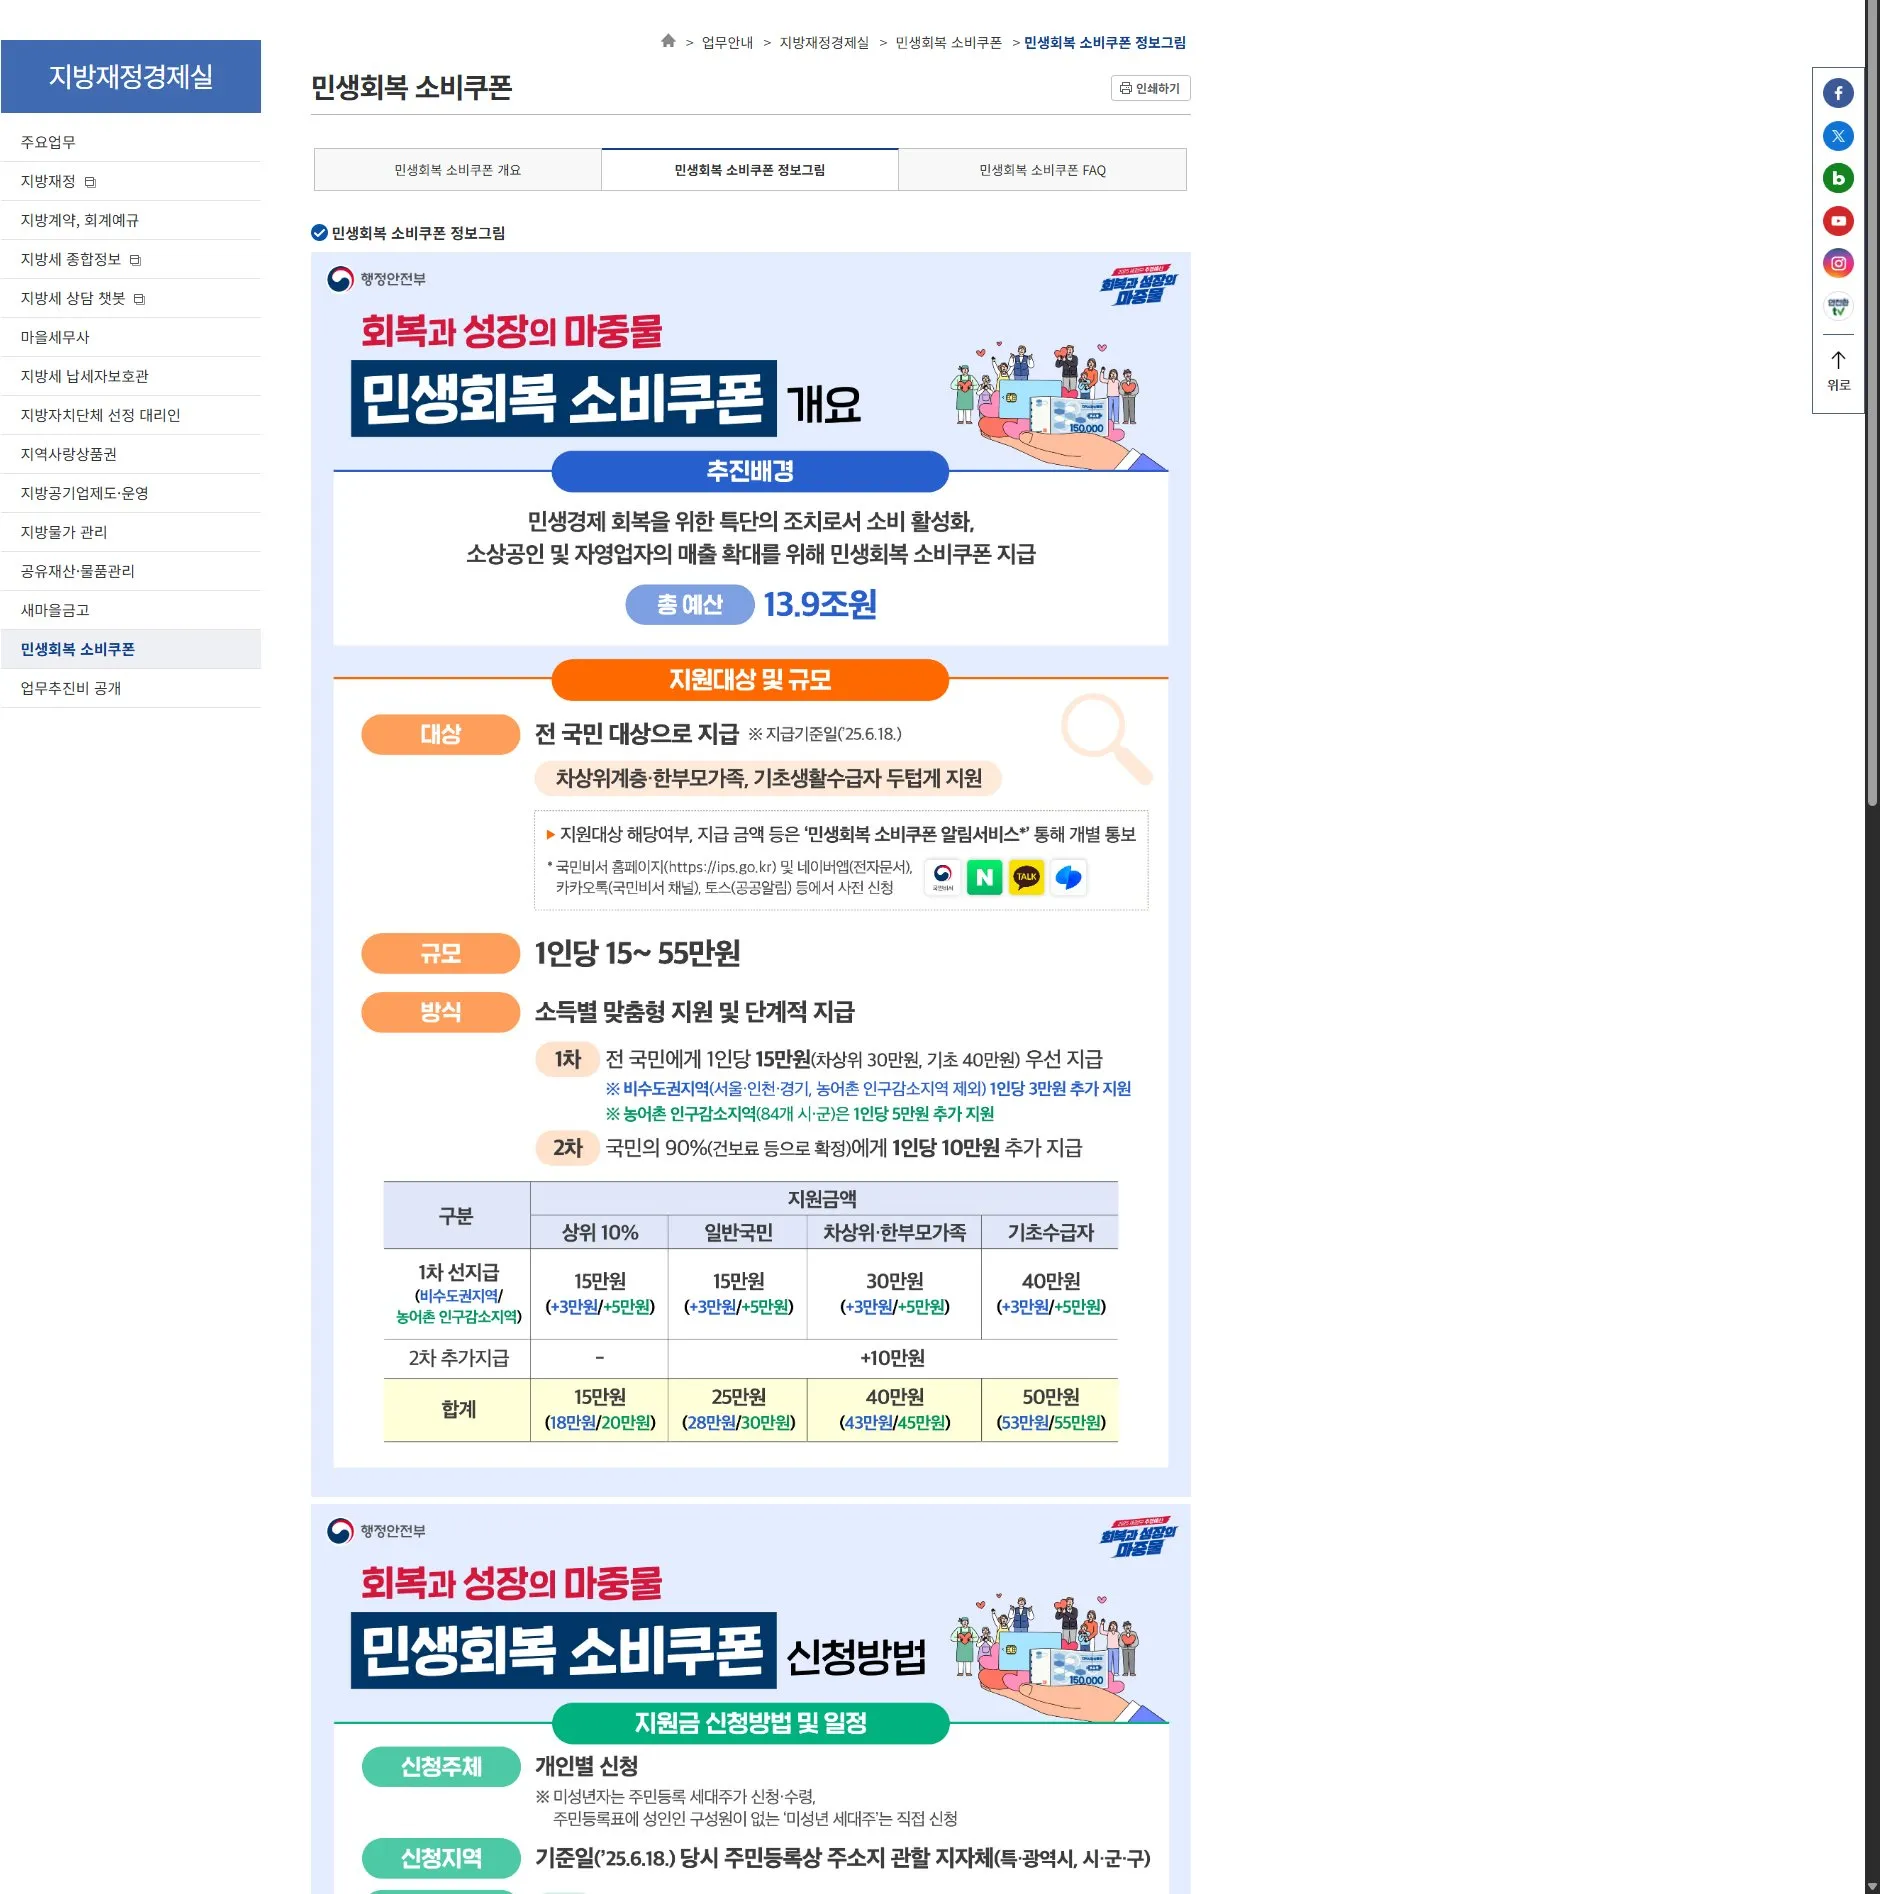 지방재정경제실
주요업무
지방재정
지방계약, 회계예규
지방세 종합정보
지방세 상담 챗봇
마을세무사
지방세 납세자보호관
지방자치단체 선정 대리인
지역사랑상품권
지방공기업제도·운영
지방물가 관리
공유재산·물품관리
새마을금고
민생회복 소비쿠폰
업무추진비 공개
> 업무안내 > 지방재정경제실 > 민생회복 소비쿠폰 > 민생회복 소비쿠폰 정보그림
민생회복 소비쿠폰
인쇄하기
민생회복 소비쿠폰 개요
민생회복 소비쿠폰 정보그림
민생회복 소비쿠폰 FAQ
민생회복 소비쿠폰 정보그림
행정안전부
회복과 성장의
마중물
회복과 성장의 마중물
민생회복 소비쿠폰 개요
150,000
추진배경
민생경제 회복을 위한 특단의 조치로서 소비 활성화,
소상공인 및 자영업자의 매출 확대를 위해 민생회복 소비쿠폰 지급
총 예산 13.9조원
지원대상 및 규모
대상 전 국민 대상으로 지급 ※ 지급기준일('25.6.18.)
차상위계층·한부모가족, 기초생활수급자 두텁게 지원
▶ 지원대상 해당여부, 지급 금액 등은 '민생회복 소비쿠폰 알림서비스*' 통해 개별 통보
* 국민비서 홈페이지(https://ips.go.kr) 및 네이버앱(전자문서),
카카오톡(국민비서 채널), 토스(공공알림) 등에서 사전 신청
국민비서
N
TALK
규모 1인당 15~ 55만원
방식 소득별 맞춤형 지원 및 단계적 지급
1차 전 국민에게 1인당 15만원(차상위 30만원, 기초 40만원) 우선 지급
※ 비수도권지역(서울·인천·경기, 농어촌 인구감소지역 제외) 1인당 3만원 추가 지원
※ 농어촌 인구감소지역(84개 시·군)은 1인당 5만원 추가 지원
2차 국민의 90%(건보료 등으로 확정)에게 1인당 10만원 추가 지급
구분 지원금액
상위 10% 일반국민 차상위·한부모가족 기초수급자
1차 선지급
(비수도권지역/
농어촌 인구감소지역)
15만원 15만원 30만원 40만원
(+3만원/+5만원) (+3만원/+5만원) (+3만원/+5만원) (+3만원/+5만원)
2차 추가지급 - +10만원
합계
15만원 25만원 40만원 50만원
(18만원/20만원) (28만원/30만원) (43만원/45만원) (53만원/55만원)
행정안전부
회복과 성장의
마중물
회복과 성장의 마중물
민생회복 소비쿠폰 신청방법
150,000
지원금 신청방법 및 일정
신청주체 개인별 신청
※ 미성년자는 주민등록 세대주가 신청·수령,
주민등록표에 성인인 구성원이 없는 '미성년 세대주'는 직접 신청
신청지역 기준일('25.6.18.) 당시 주민등록상 주소지 관할 지자체(특·광역시, 시·군·구)
f
X
b
안전한
tv
위로